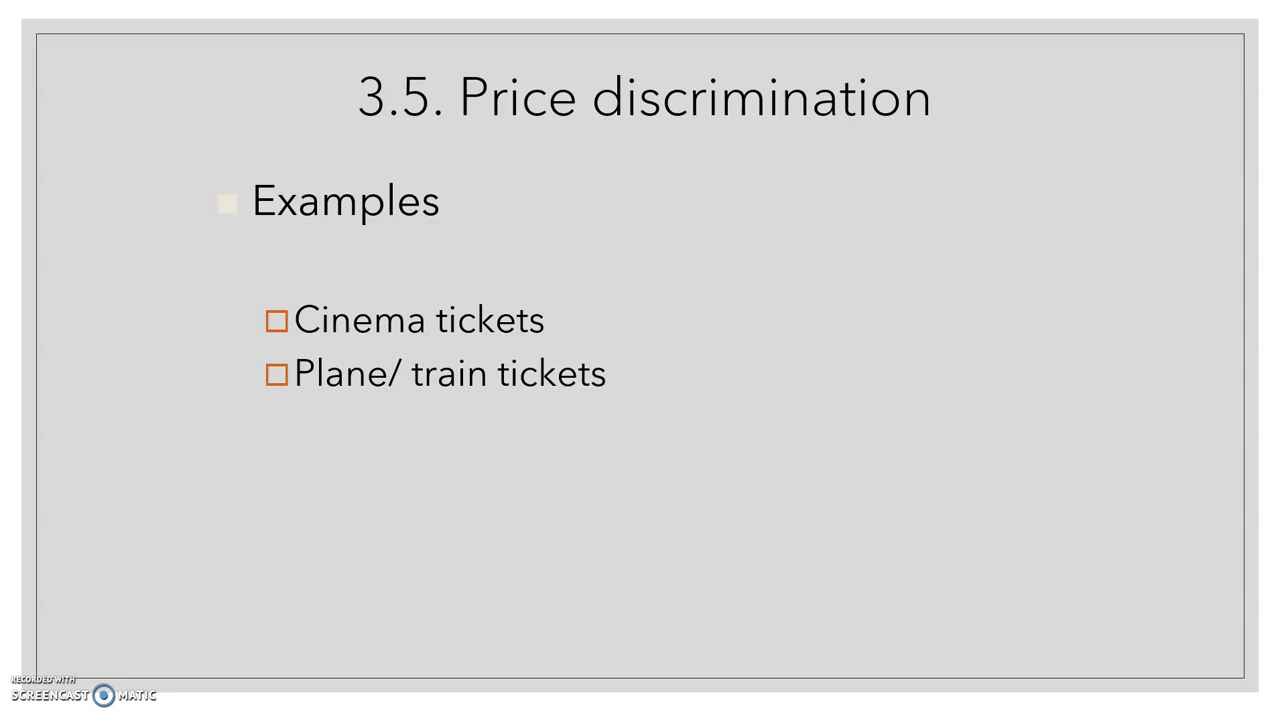 3.5. Price discrimination
Examples
Cinema tickets
Plane/ train tickets
RECORDED WITH
SCREENCAST MATIC